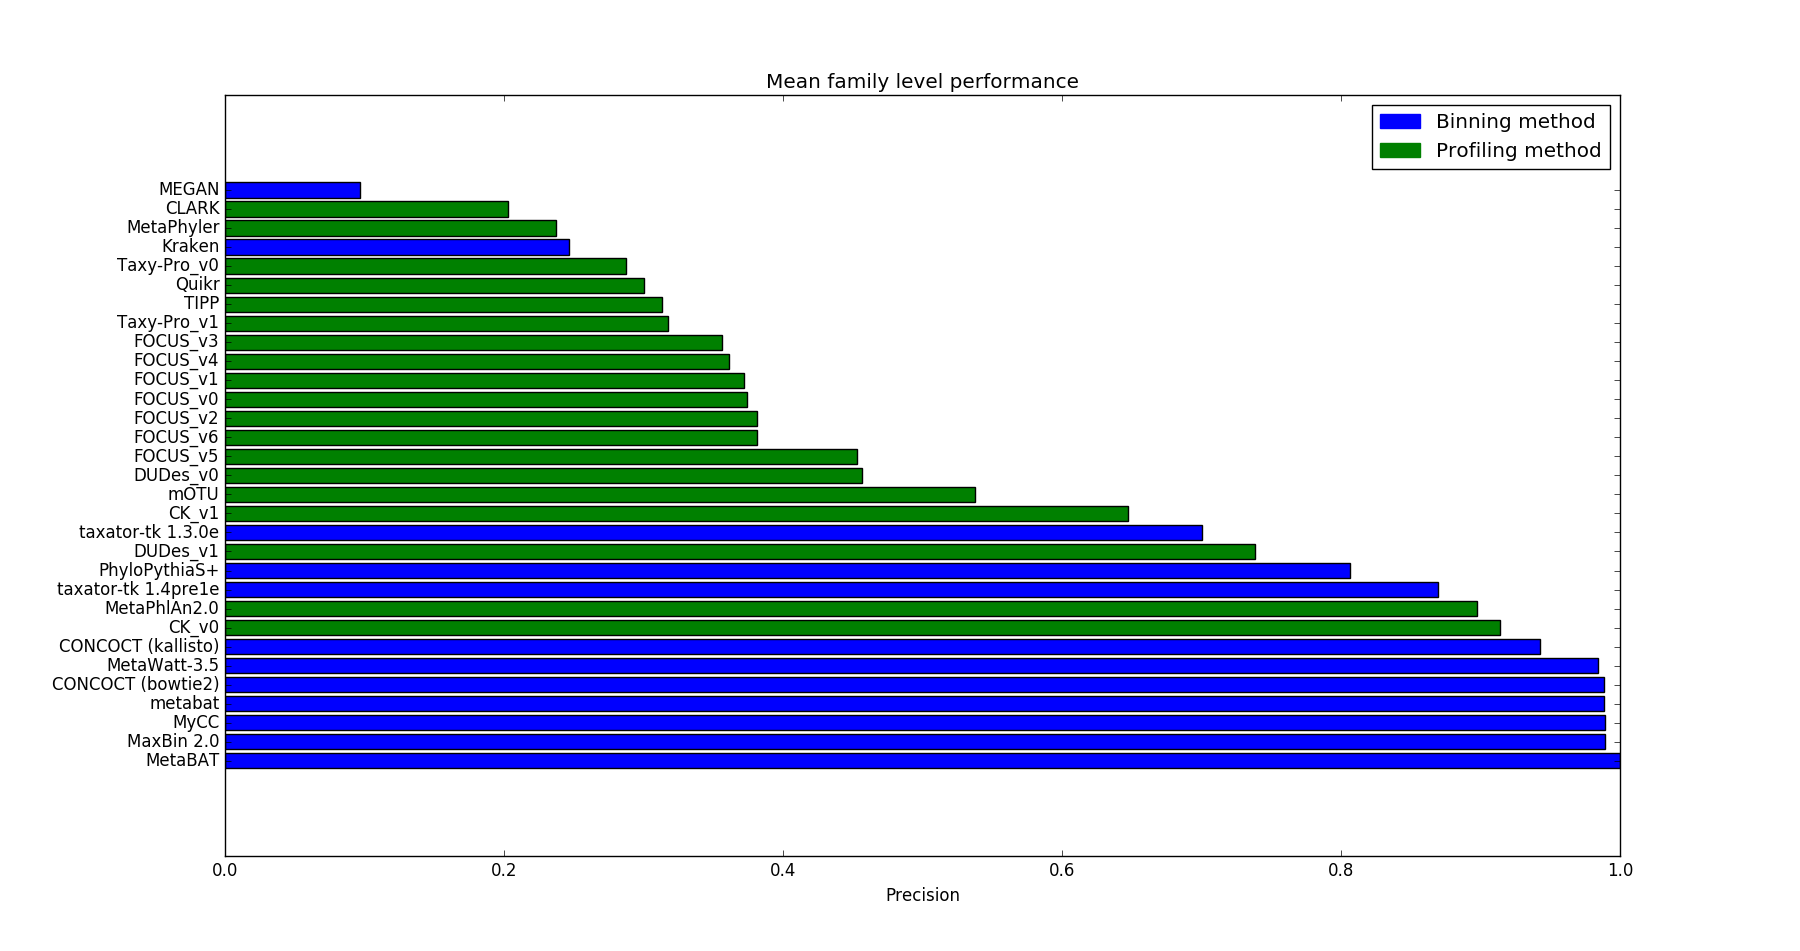 Mean family level performance
Binning method
Profiling method
MEGAN
CLARK
MetaPhyler
Kraken
Taxy-Pro_v0
Quikr
TIPP
Taxy-Pro_v1
FOCUS_v3
FOCUS_v4
FOCUS_v1
FOCUS_v0
FOCUS_v2
FOCUS_v6
FOCUS_v5
DUDes_v0
mOTU
CK_v1
taxator-tk 1.3.0e
DUDes_v1
PhyloPythiaS+
taxator-tk 1.4pre1e
MetaPhlAn2.0
CK_v0
CONCOCT (kallisto)
MetaWatt-3.5
CONCOCT (bowtie2)
metabat
MyCC
MaxBin 2.0
MetaBAT
0.0 0.2 0.4 0.6 0.8 1.0
Precision